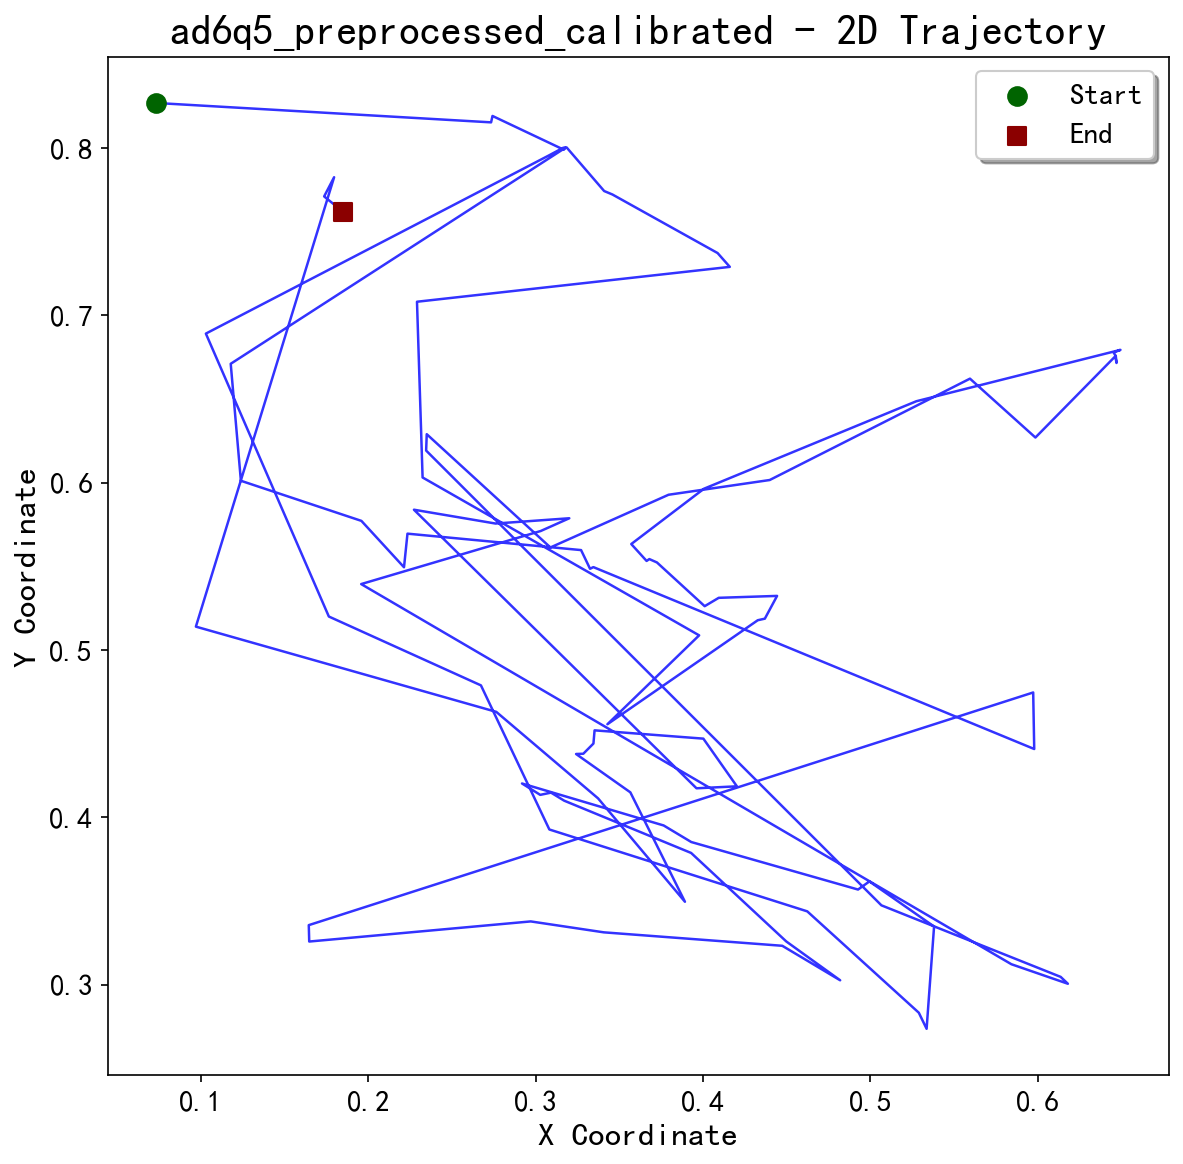 ad6q5_preprocessed_calibrated - 2D Trajectory
Start
End
Y Coordinate
0.8
0.7
0.6
0.5
0.4
0.3
0.1 0.2 0.3 0.4 0.5 0.6
X Coordinate